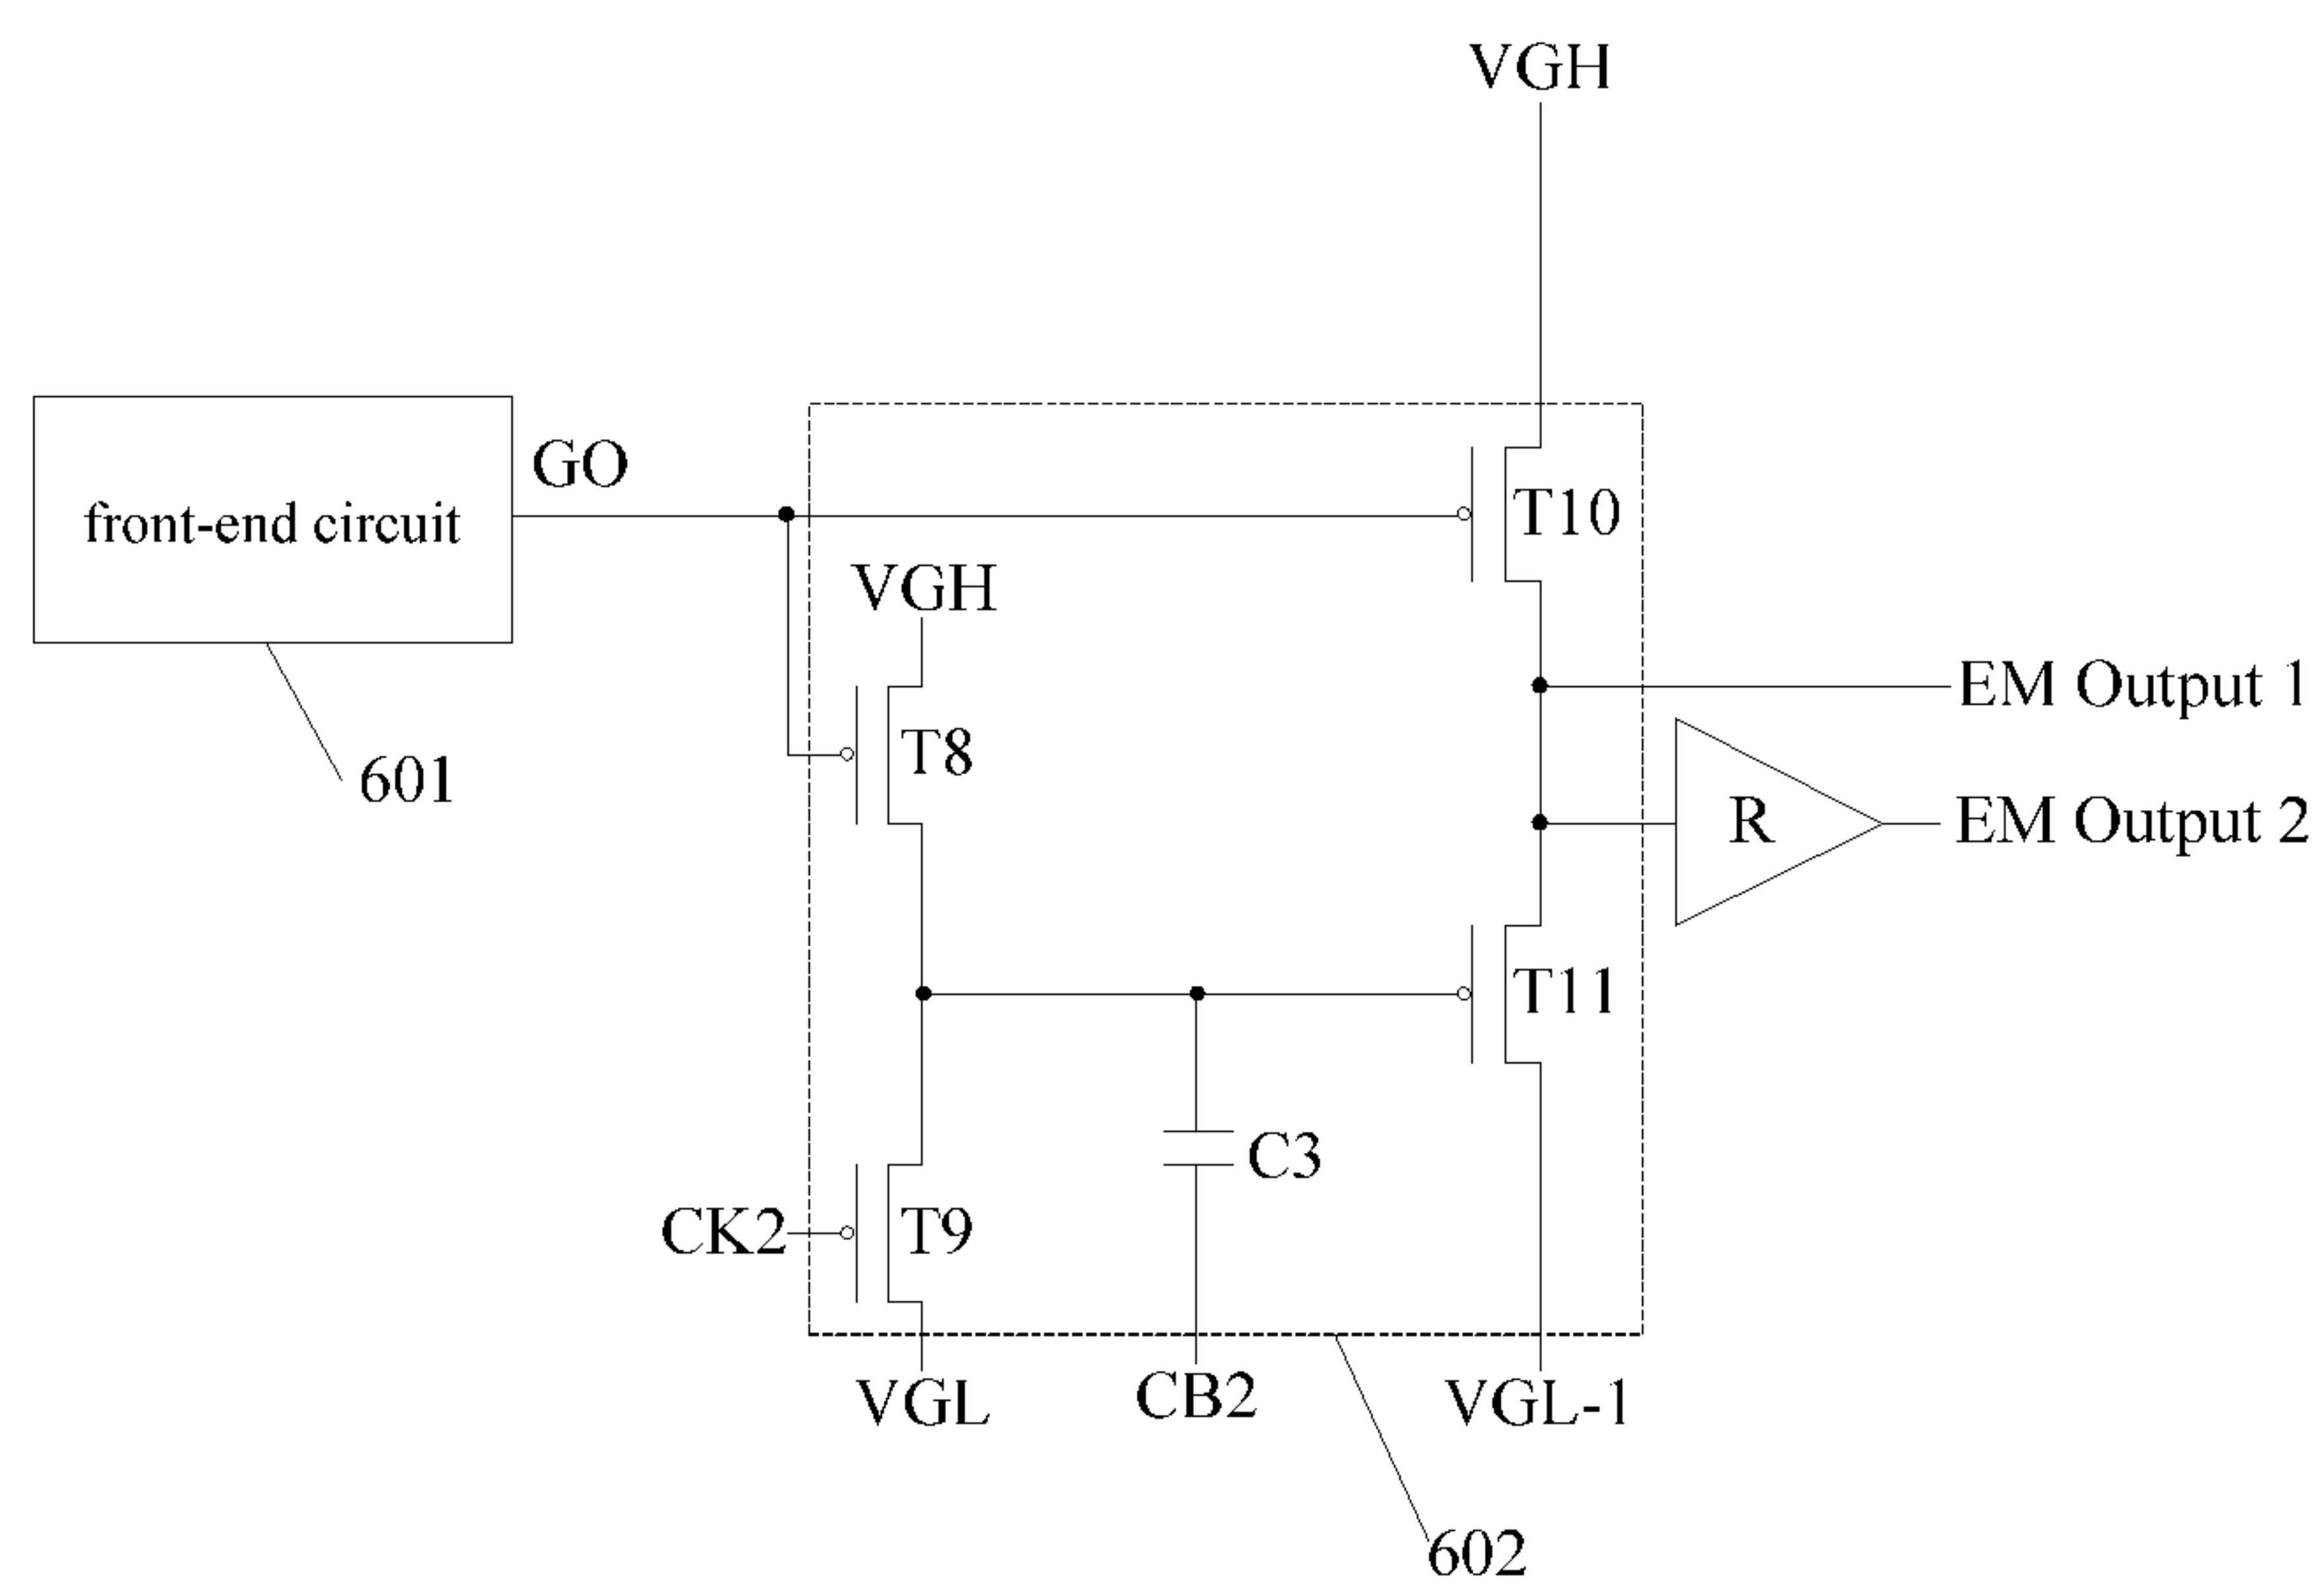 VGH
GO
front-end circuit
T10
VGH
EM Output 1
T8
601
R
EM Output 2
T11
C3
CK2
T9
VGL
CB2
VGL-1
602